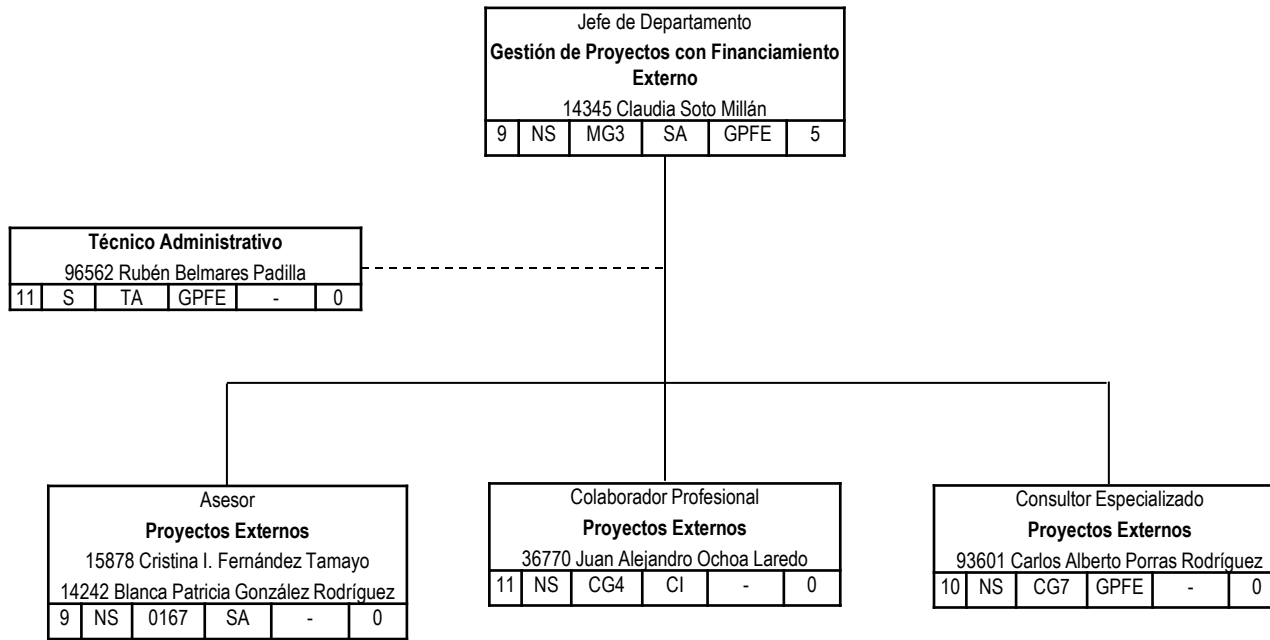 Jefe de Departamento
Gestión de Proyectos con Financiamiento
Externo
14345 Claudia Soto Millán
9 NS MG3 SA GPFE 5
Técnico Administrativo
96562 Rubén Belmares Padilla
11 S TA GPFE - 0
Asesor
Proyectos Externos
15878 Cristina I. Fernández Tamayo
14242 Blanca Patricia González Rodríguez
9 NS 0167 SA - 0
Colaborador Profesional
Proyectos Externos
36770 Juan Alejandro Ochoa Laredo
11 NS CG4 CI - 0
Consultor Especializado
Proyectos Externos
93601 Carlos Alberto Porras Rodríguez
10 NS CG7 GPFE - 0